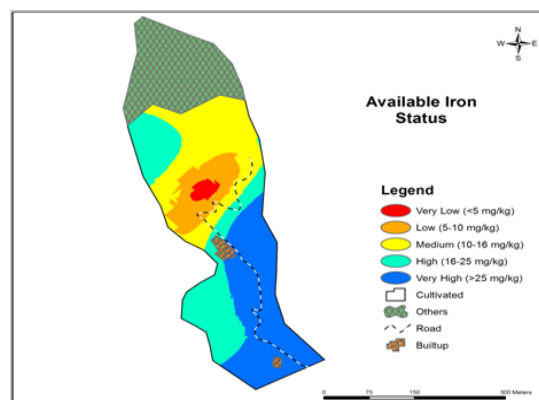 N
W E
S
Available Iron
Status
Legend
Very Low (<5 mg/kg)
Low (5-10 mg/kg)
Medium (10-16 mg/kg)
High (16-25 mg/kg)
Very High (>25 mg/kg)
Cultivated
Others
Road
Builtup
0 75 150 300 Meters